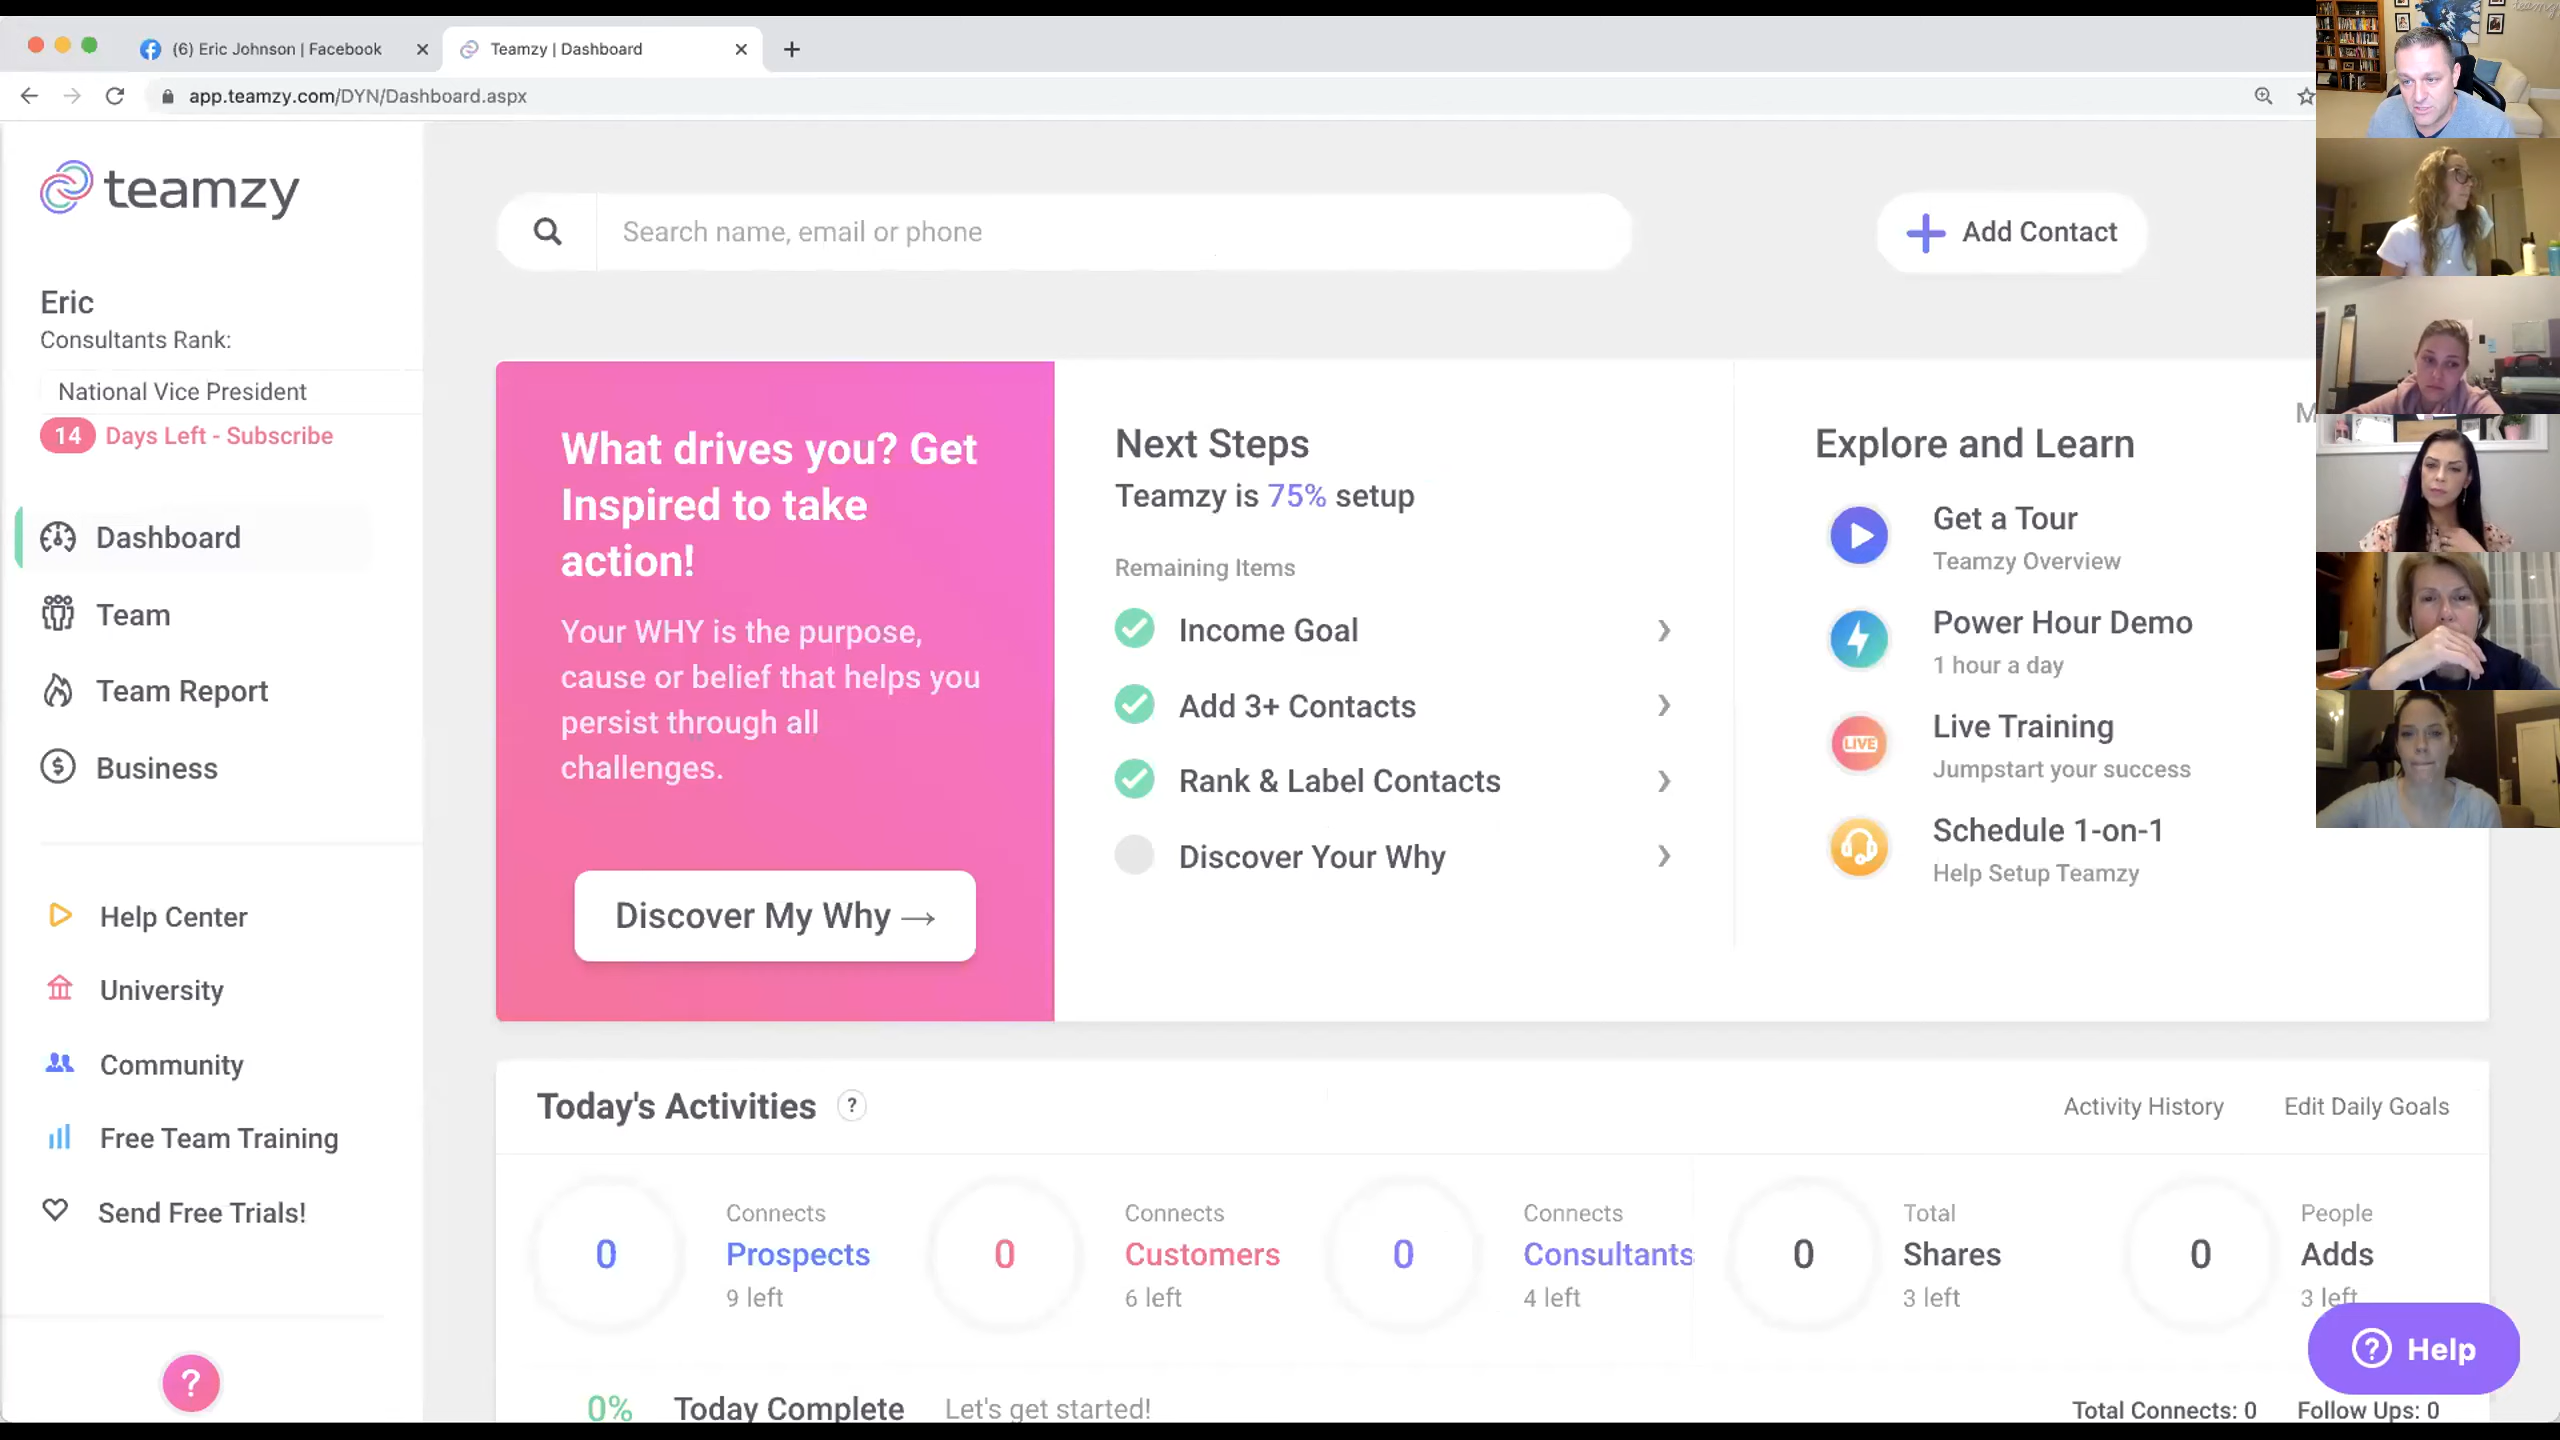 (6) Eric Johnson | Facebook
Teamzy | Dashboard
app.teamzy.com/DYN/Dashboard.aspx
teamzy
Eric
Consultants Rank:
National Vice President
14 Days Left - Subscribe
Dashboard
Team
Team Report
Business
Help Center
University
Community
Free Team Training
Send Free Trials!
?
Search name, email or phone
Add Contact
What drives you? Get
Inspired to take
action!
Your WHY is the purpose,
cause or belief that helps you
persist through all
challenges.
Discover My Why →
Next Steps
Teamzy is 75% setup
Remaining Items
Income Goal
Add 3+ Contacts
Rank & Label Contacts
Discover Your Why
Explore and Learn
M
Get a Tour
Teamzy Overview
Power Hour Demo
1 hour a day
LIVE
Live Training
Jumpstart your success
Schedule 1-on-1
Help Setup Teamzy
Today's Activities ?
Activity History
Edit Daily Goals
0
Connects
Prospects
9 left
0
Connects
Customers
6 left
0
Connects
Consultants
4 left
0
Total
Shares
3 left
0
People
Adds
3 left
? Help
0% Today Complete Let's get started!
Total Connects: 0 Follow Ups: 0